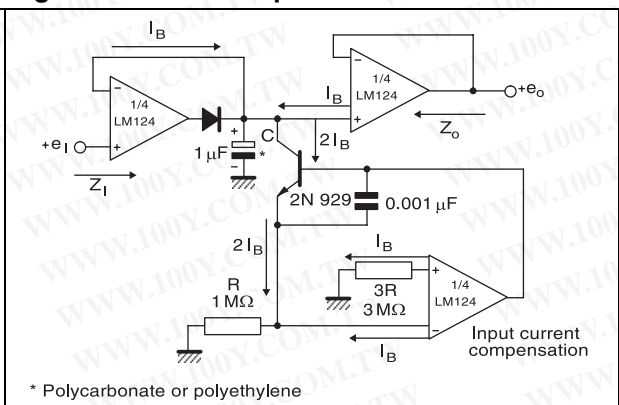 I_B
1/4
LM124
+e_I
Z_I
1 µF
+
*
-
C
I_B
2I_B
1/4
LM124
+e_o
Z_o
2N 929
0.001 µF
2I_B
R
1 MΩ
I_B
3R
3 MΩ
1/4
LM124
I_B
Input current
compensation
* Polycarbonate or polyethylene
WWW.100Y.COM.TW